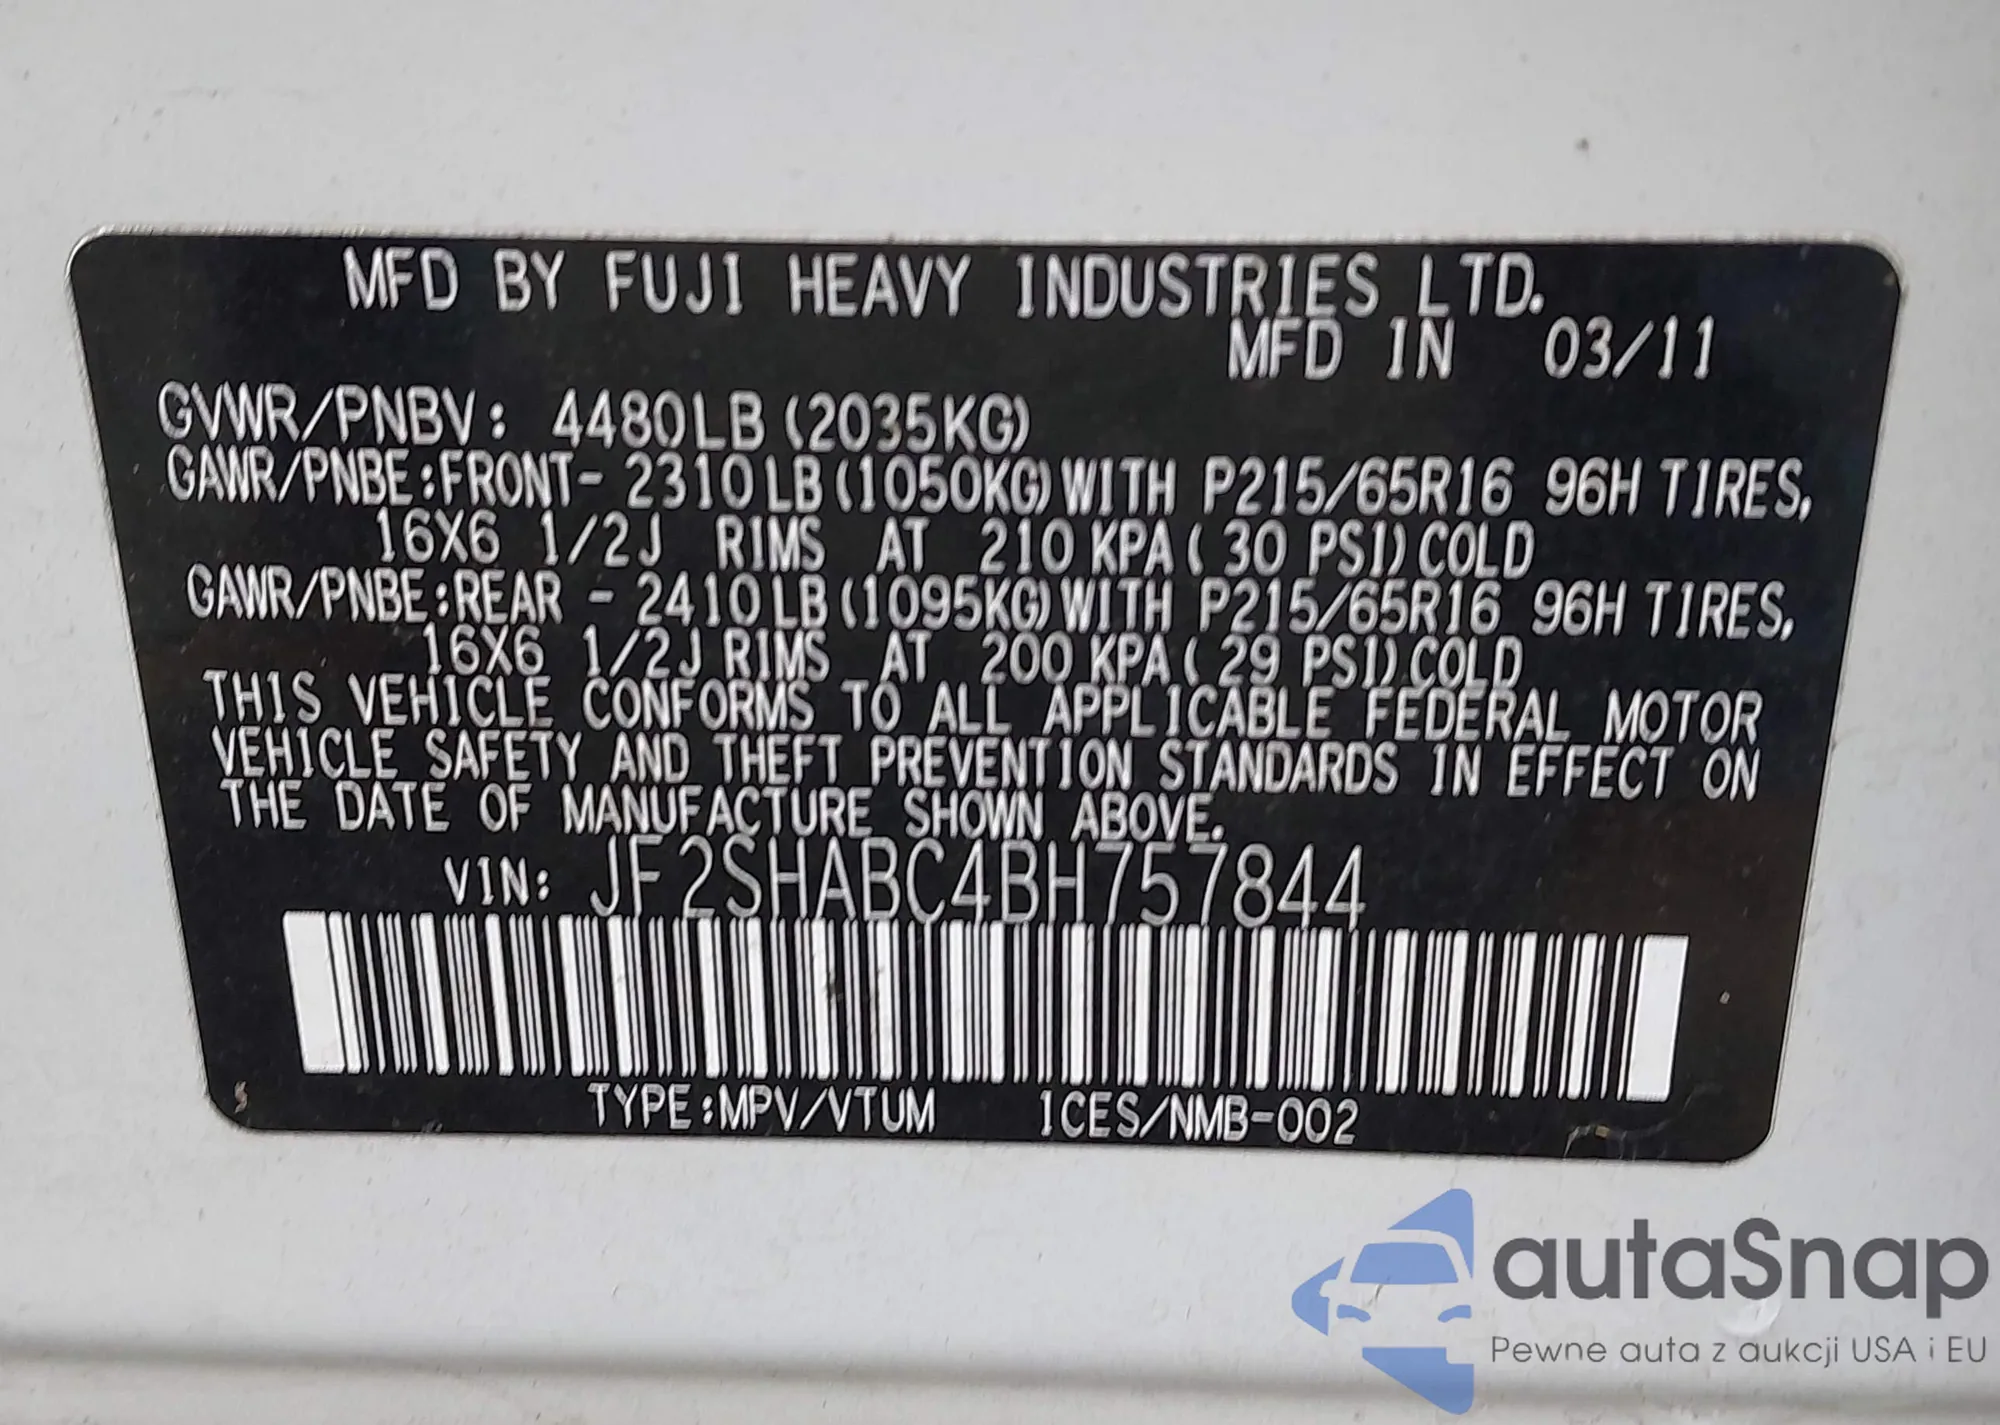 MFD BY FUJI HEAVY INDUSTRIES LTD.
MFD IN 03/11
GVWR/PNBV: 4480LB (2035KG)
GAWR/PNBE:FRONT- 2310LB(1050KG)WITH P215/65R16 96H TIRES,
16X6 1/2J RIMS AT 210 KPA( 30 PSI)COLD
GAWR/PNBE:REAR - 2410LB(1095KG)WITH P215/65R16 96H TIRES,
16X6 1/2J RIMS AT 200 KPA( 29 PSI)COLD
THIS VEHICLE CONFORMS TO ALL APPLICABLE FEDERAL MOTOR
VEHICLE SAFETY AND THEFT PREVENTION STANDARDS IN EFFECT ON
THE DATE OF MANUFACTURE SHOWN ABOVE.
VIN: JF2SHABC4BH757844
TYPE:MPV/VTUM ICES/NMB-002
autaSnap
Pewne auta z aukcji USA i EU